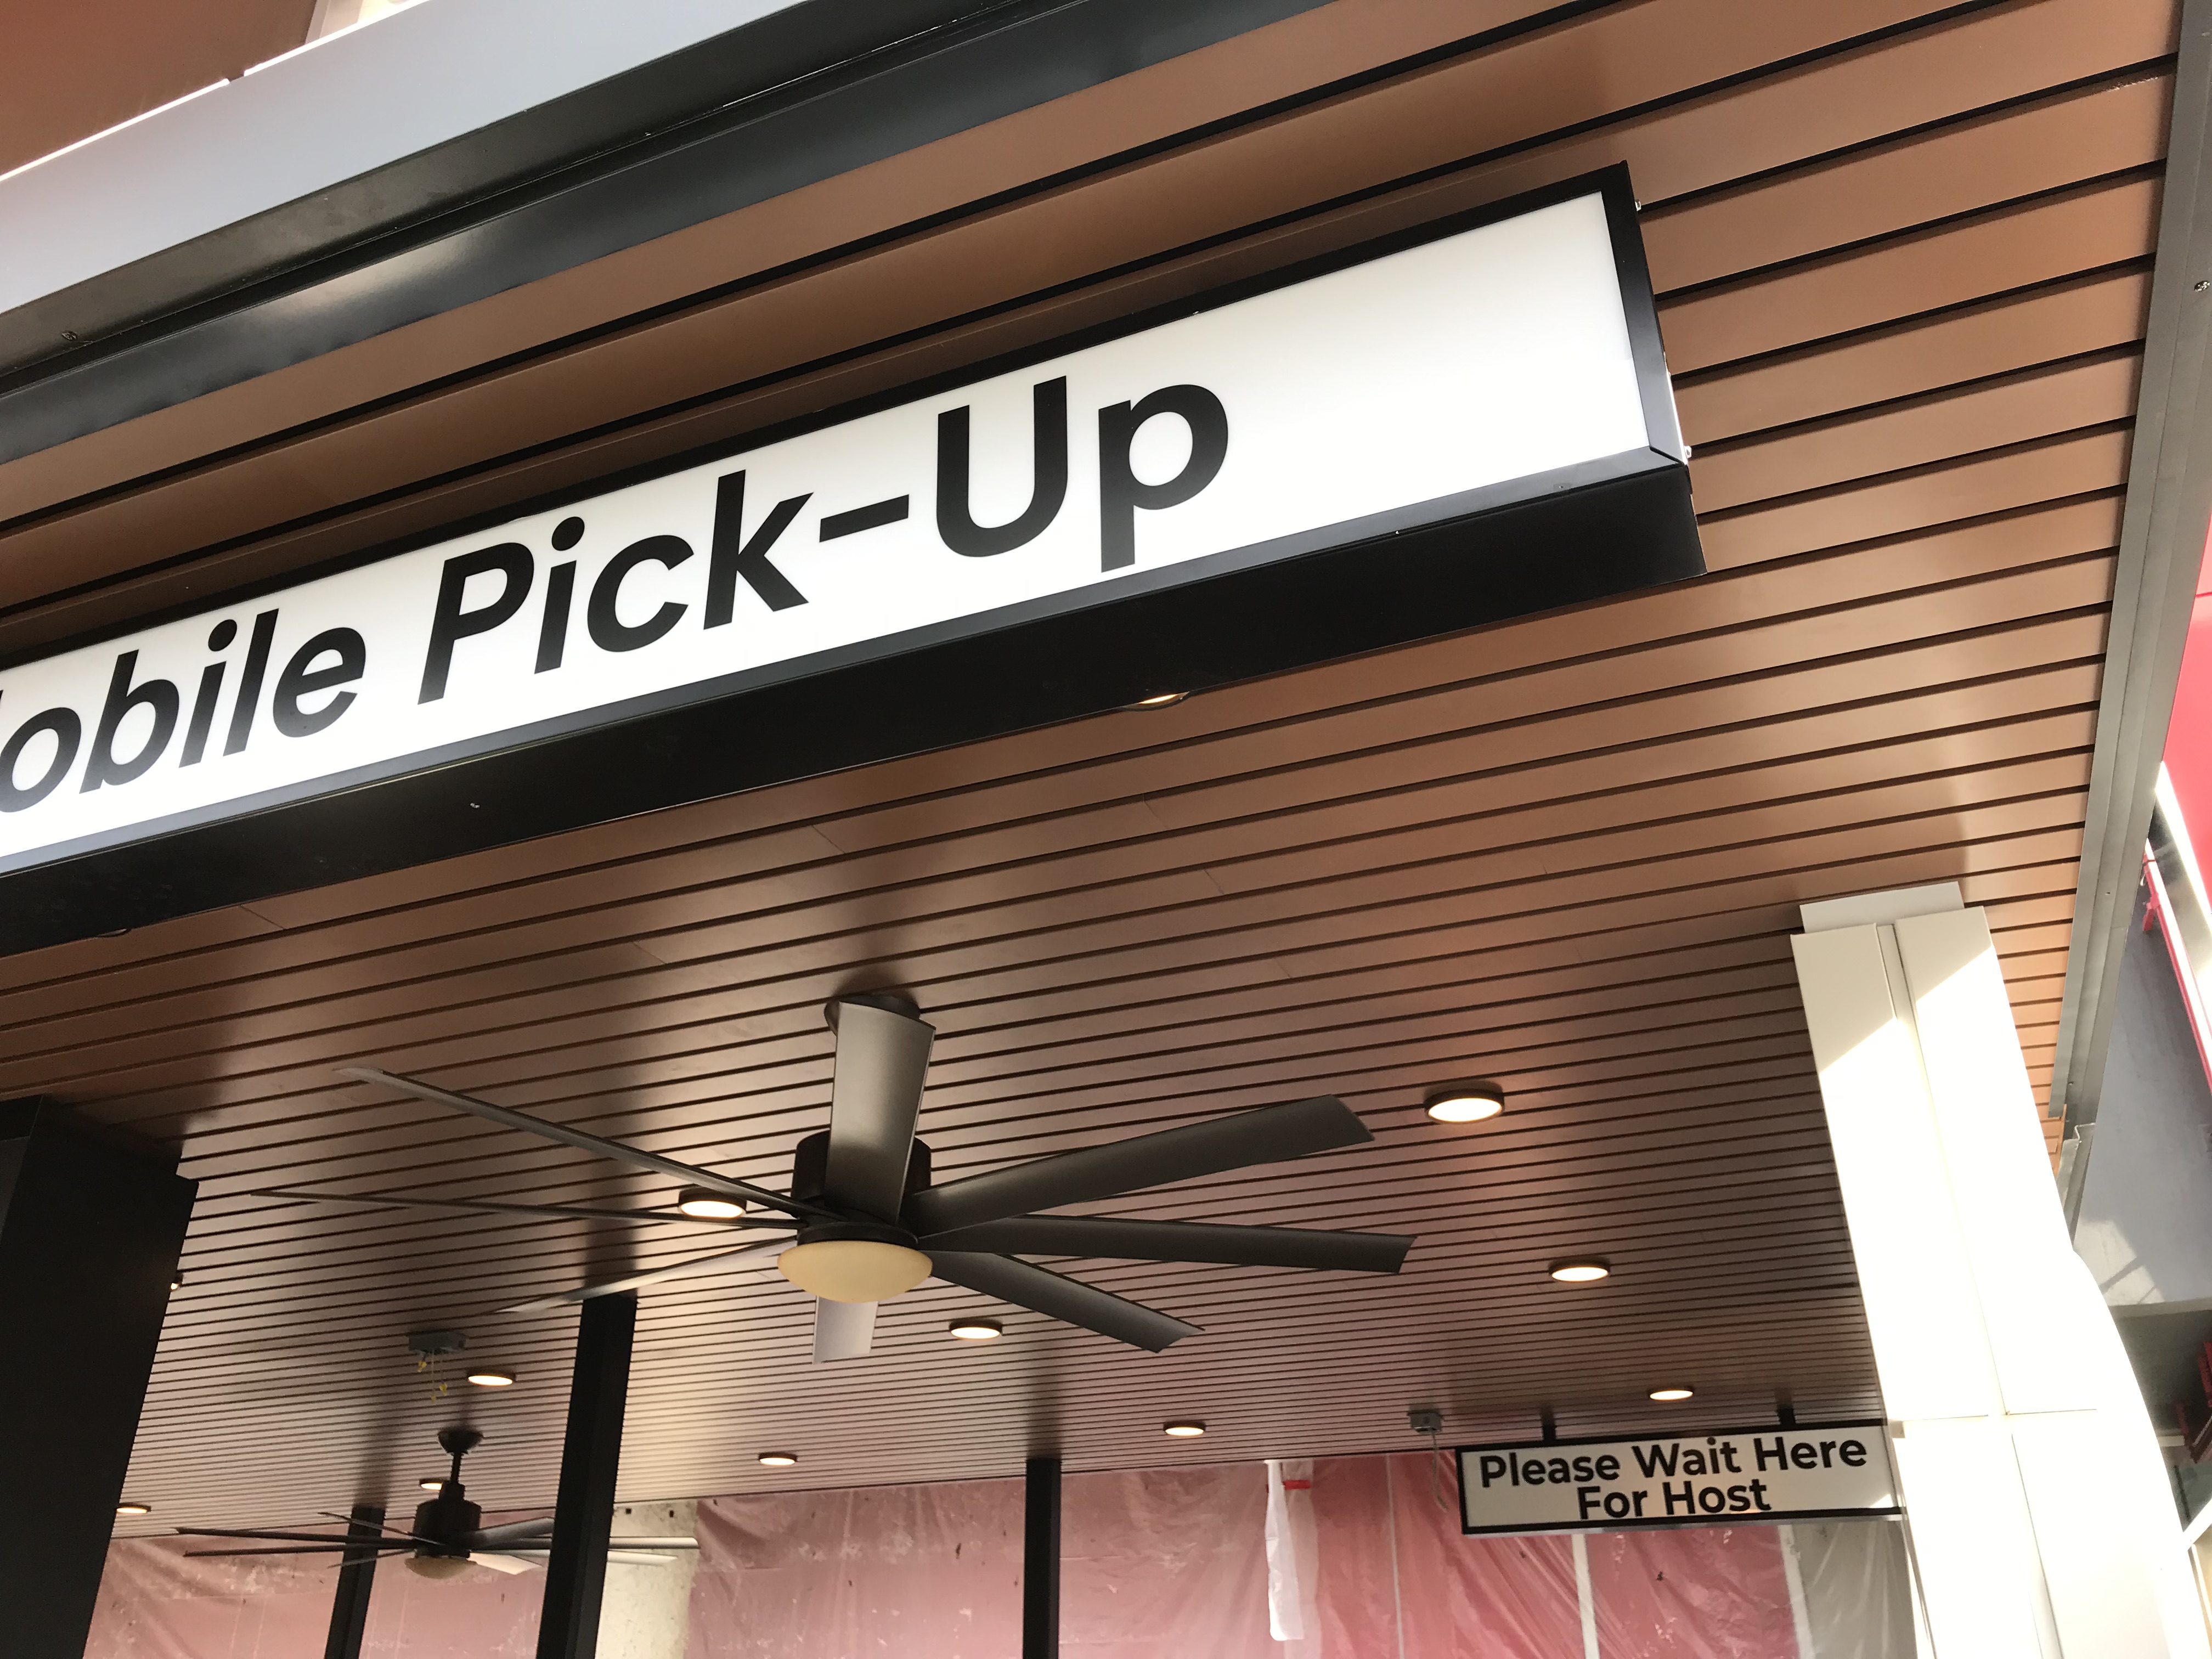 obile Pick-Up
Please Wait Here
For Host